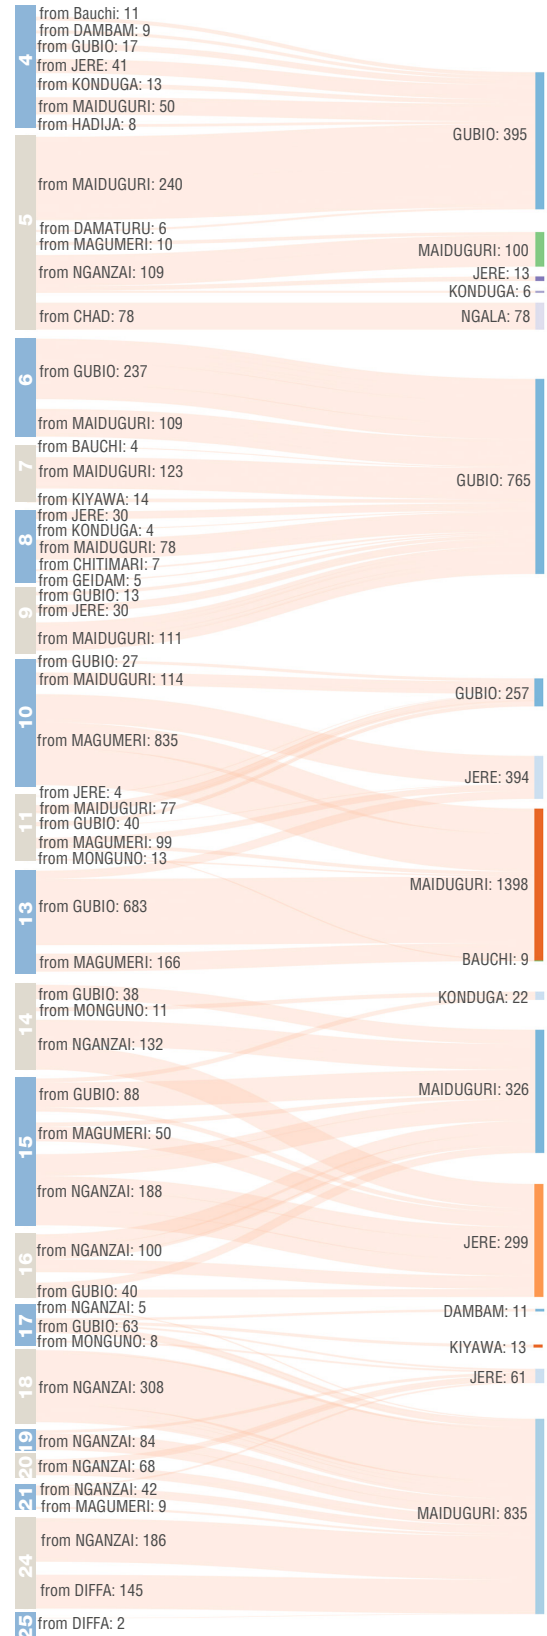 4
from Bauchi: 11
from DAMBAM: 9
from GUBIO: 17
from JERE: 41
from KONDUGA: 13
from MAIDUGURI: 50
from HADIJA: 8
GUBIO: 395
5
from MAIDUGURI: 240
from DAMATURU: 6
from MAGUMERI: 10
from NGANZAI: 109
from CHAD: 78
MAIDUGURI: 100
JERE: 13
KONDUGA: 6
NGALA: 78
6
from GUBIO: 237
from MAIDUGURI: 109
7
from BAUCHI: 4
from MAIDUGURI: 123
from KIYAWA: 14
GUBIO: 765
8
from JERE: 30
from KONDUGA: 4
from MAIDUGURI: 78
from CHITIMARI: 7
from GEIDAM: 5
9
from GUBIO: 13
from JERE: 30
from MAIDUGURI: 111
10
from GUBIO: 27
from MAIDUGURI: 114
from MAGUMERI: 835
GUBIO: 257
JERE: 394
11
from JERE: 4
from MAIDUGURI: 77
from GUBIO: 40
from MAGUMERI: 99
from MONGUNO: 13
13
from GUBIO: 683
from MAGUMERI: 166
MAIDUGURI: 1398
BAUCHI: 9
14
from GUBIO: 38
from MONGUNO: 11
from NGANZAI: 132
KONDUGA: 22
MAIDUGURI: 326
15
from GUBIO: 88
from MAGUMERI: 50
from NGANZAI: 188
16
from NGANZAI: 100
from GUBIO: 40
JERE: 299
17
from NGANZAI: 5
from GUBIO: 63
from MONGUNO: 8
DAMBAM: 11
KIYAWA: 13
JERE: 61
18
from NGANZAI: 308
19
from NGANZAI: 84
20
from NGANZAI: 68
21
from NGANZAI: 42
from MAGUMERI: 9
MAIDUGURI: 835
24
from NGANZAI: 186
from DIFFA: 145
25
from DIFFA: 2